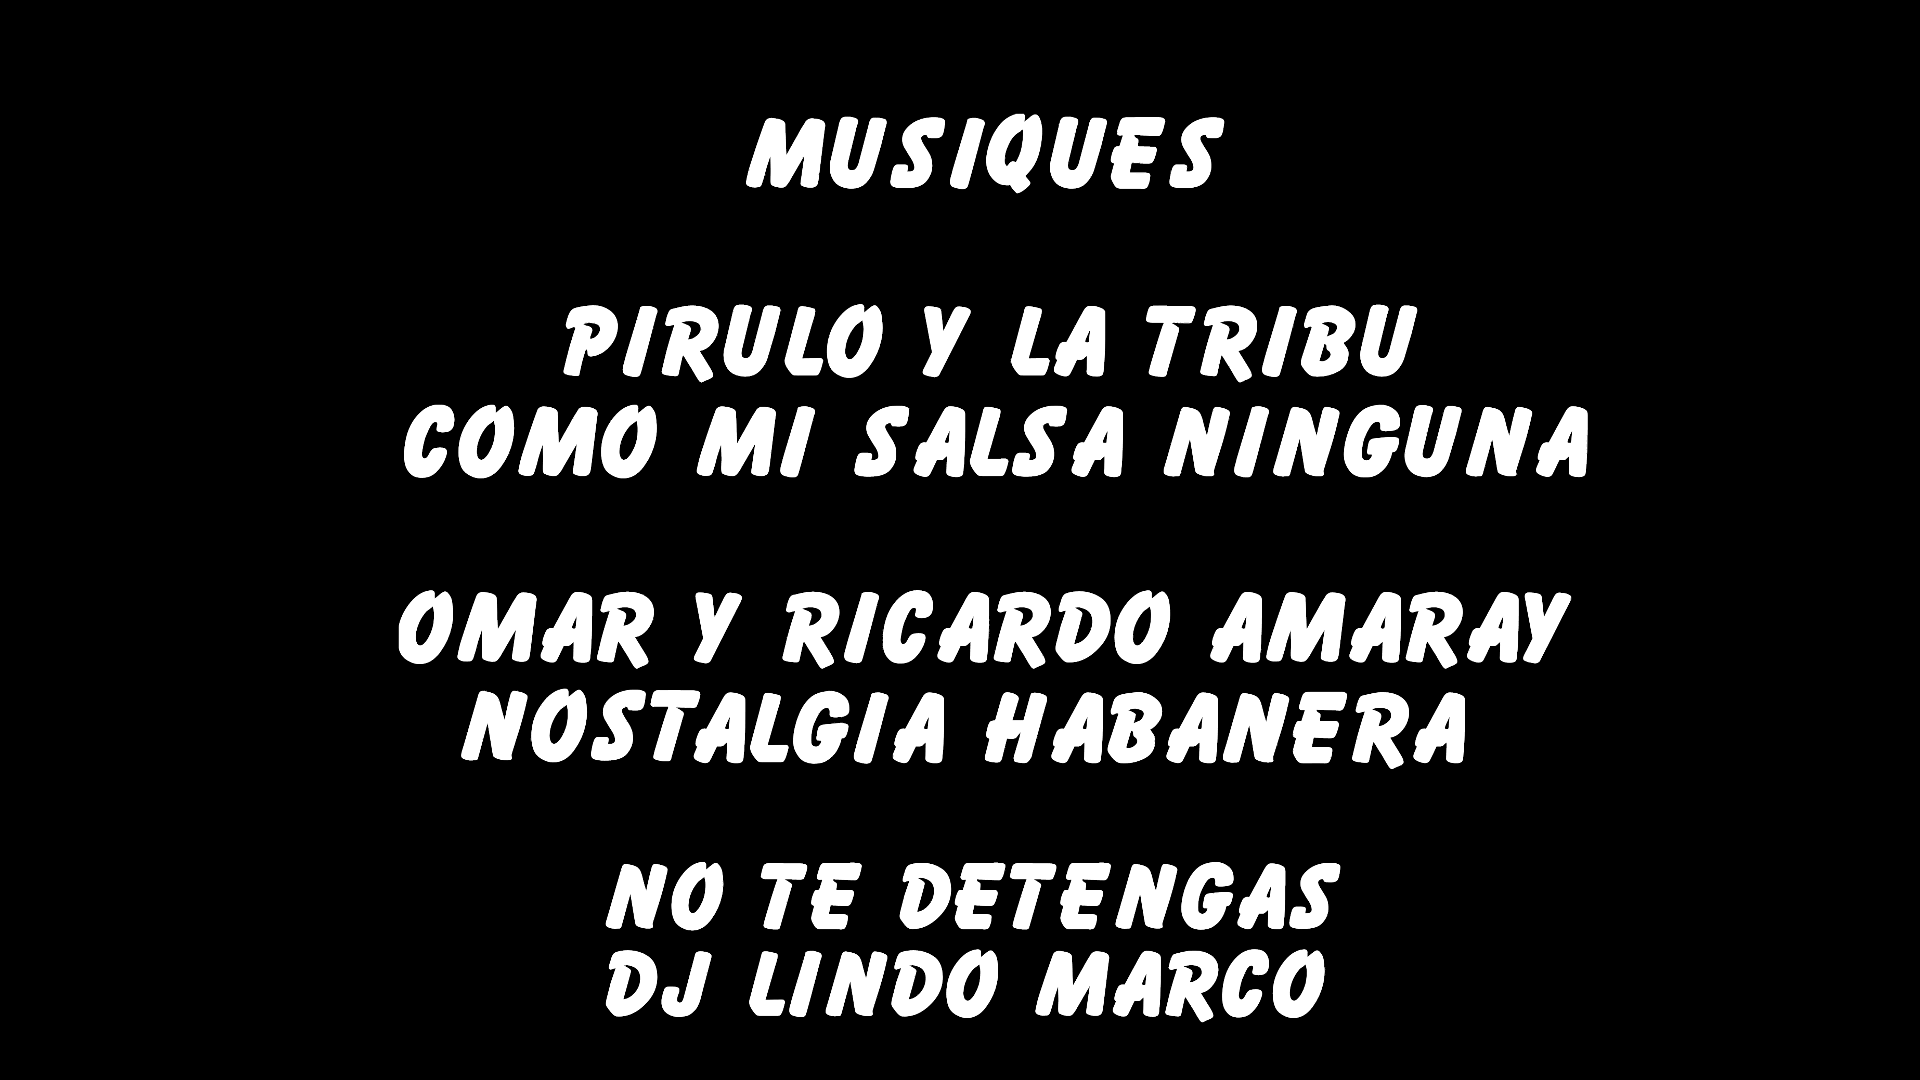 MUSIQUES
PIRULO Y LA TRIBU
COMO MI SALSA NINGUNA
OMAR Y RICARDO AMARAY
NOSTALGIA HABANERA
NO TE DETENGAS
DJ LINDO MARCO